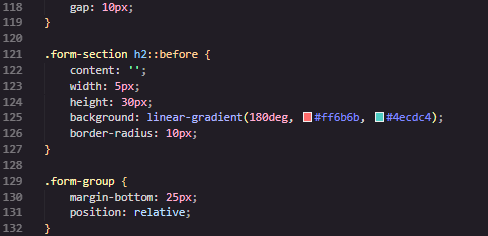 118 gap: 10px;
119 }
120
121 .form-section h2::before {
122 content: '';
123 width: 5px;
124 height: 30px;
125 background: linear-gradient(180deg, #ff6b6b, #4ecdc4);
126 border-radius: 10px;
127 }
128
129 .form-group {
130 margin-bottom: 25px;
131 position: relative;
132 }